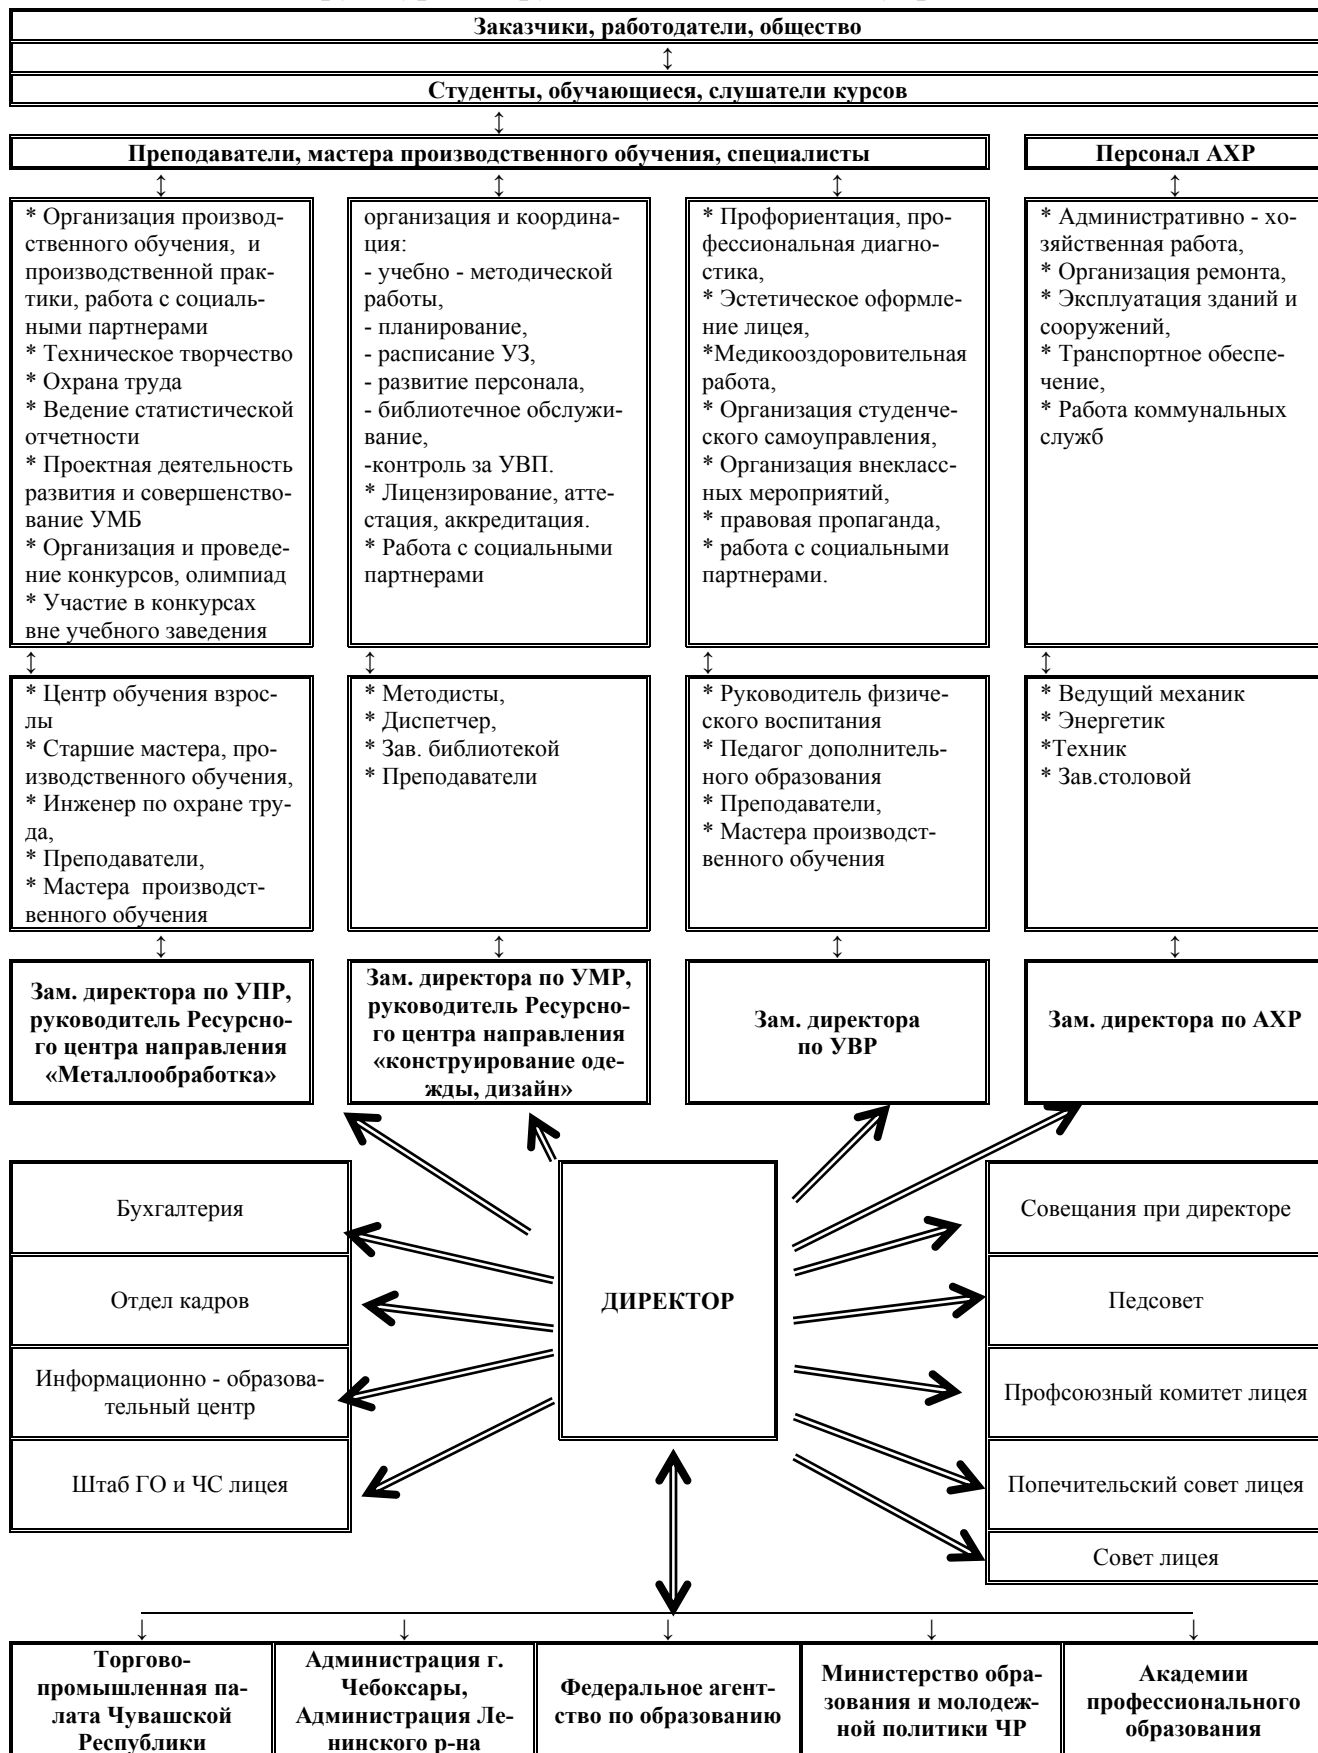 Заказчики, работодатели, общество
↕
Студенты, обучающиеся, слушатели курсов
↕
Преподаватели, мастера производственного обучения, специалисты
Персонал АХР
↕ ↕ ↕ ↕
* Организация производ-
ственного обучения, и
производственной прак-
тики, работа с социаль-
ными партнерами
* Техническое творчество
* Охрана труда
* Ведение статистической
отчетности
* Проектная деятельность
развития и совершенство-
вание УМБ
* Организация и проведе-
ние конкурсов, олимпиад
* Участие в конкурсах
вне учебного заведения
организация и координа-
ция:
- учебно - методической
работы,
- планирование,
- расписание УЗ,
- развитие персонала,
- библиотечное обслужи-
вание,
-контроль за УВП.
* Лицензирование, атте-
стация, аккредитация.
* Работа с социальными
партнерами
* Профориентация, про-
фессиональная диагно-
стика,
* Эстетическое оформле-
ние лицея,
*Медикооздоровительная
работа,
* Организация студенче-
ского самоуправления,
* Организация внекласс-
ных мероприятий,
* правовая пропаганда,
* работа с социальными
партнерами.
* Административно - хо-
зяйственная работа,
* Организация ремонта,
* Эксплуатация зданий и
сооружений,
* Транспортное обеспе-
чение,
* Работа коммунальных
служб
↕ ↕ ↕ ↕
* Центр обучения взрос-
лы
* Старшие мастера, про-
изводственного обучения,
* Инженер по охране тру-
да,
* Преподаватели,
* Мастера производст-
венного обучения
* Методисты,
* Диспетчер,
* Зав. библиотекой
* Преподаватели
* Руководитель физиче-
ского воспитания
* Педагог дополнитель-
ного образования
* Преподаватели,
* Мастера производст-
венного обучения
* Ведущий механик
* Энергетик
*Техник
* Зав.столовой
↕ ↕ ↕ ↕
Зам. директора по УПР,
руководитель Ресурсно-
го центра направления
«Металлообработка»
Зам. директора по УМР,
руководитель Ресурсно-
го центра направления
«конструирование оде-
жды, дизайн»
Зам. директора
по УВР
Зам. директора по АХР
Бухгалтерия
Отдел кадров
Информационно - образова-
тельный центр
Штаб ГО и ЧС лицея
ДИРЕКТОР
Совещания при директоре
Педсовет
Профсоюзный комитет лицея
Попечительский совет лицея
Совет лицея
↓ ↓ ↓ ↓ ↓
Торгово-
промышленная па-
лата Чувашской
Республики
Администрация г.
Чебоксары,
Администрация Ле-
нинского р-на
Федеральное агент-
ство по образованию
Министерство обра-
зования и молодеж-
ной политики ЧР
Академии
профессионального
образования